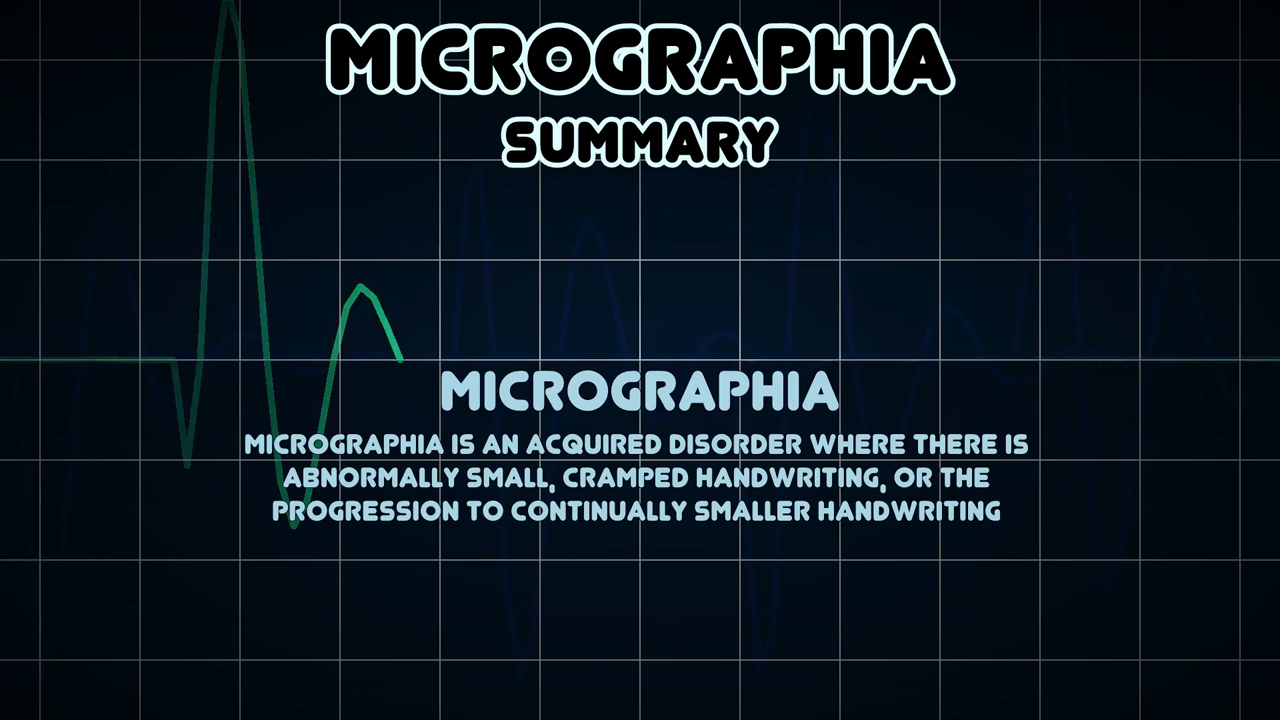 MICROGRAPHIA
SUMMARY
MICROGRAPHIA
MICROGRAPHIA IS AN ACQUIRED DISORDER WHERE THERE IS
ABNORMALLY SMALL, CRAMPED HANDWRITING, OR THE
PROGRESSION TO CONTINUALLY SMALLER HANDWRITING